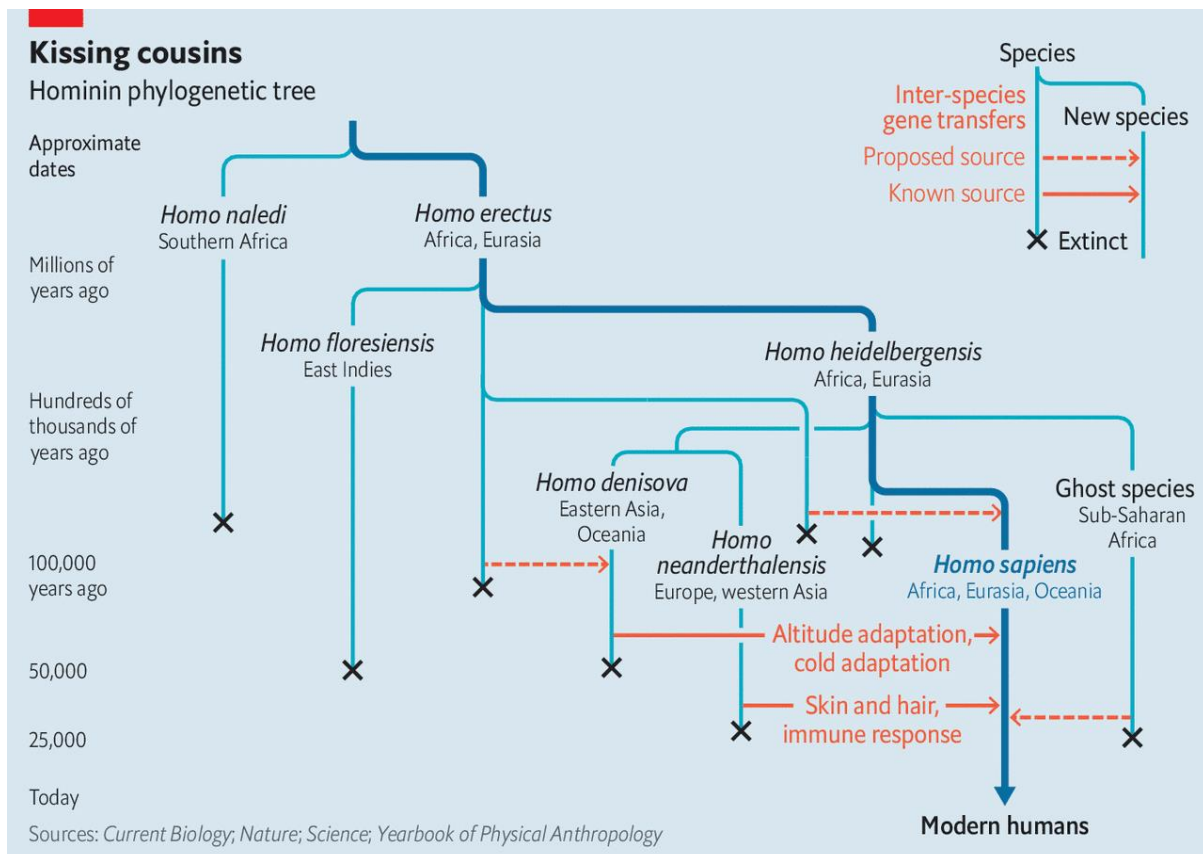 Kissing cousins
Hominin phylogenetic tree
Approximate
dates
Species
Inter-species
gene transfers
New species
Proposed source
Known source
Extinct
Homo naledi
Southern Africa
Homo erectus
Africa, Eurasia
Millions of
years ago
Homo floresiensis
East Indies
Homo heidelbergensis
Africa, Eurasia
Hundreds of
thousands of
years ago
Homo denisova
Eastern Asia,
Oceania
Ghost species
Sub-Saharan
Africa
Homo
neanderthalensis
Europe, western Asia
100,000
years ago
Homo sapiens
Africa, Eurasia, Oceania
Altitude adaptation,
cold adaptation
50,000
Skin and hair,
immune response
25,000
Today
Modern humans
Sources: Current Biology; Nature; Science; Yearbook of Physical Anthropology